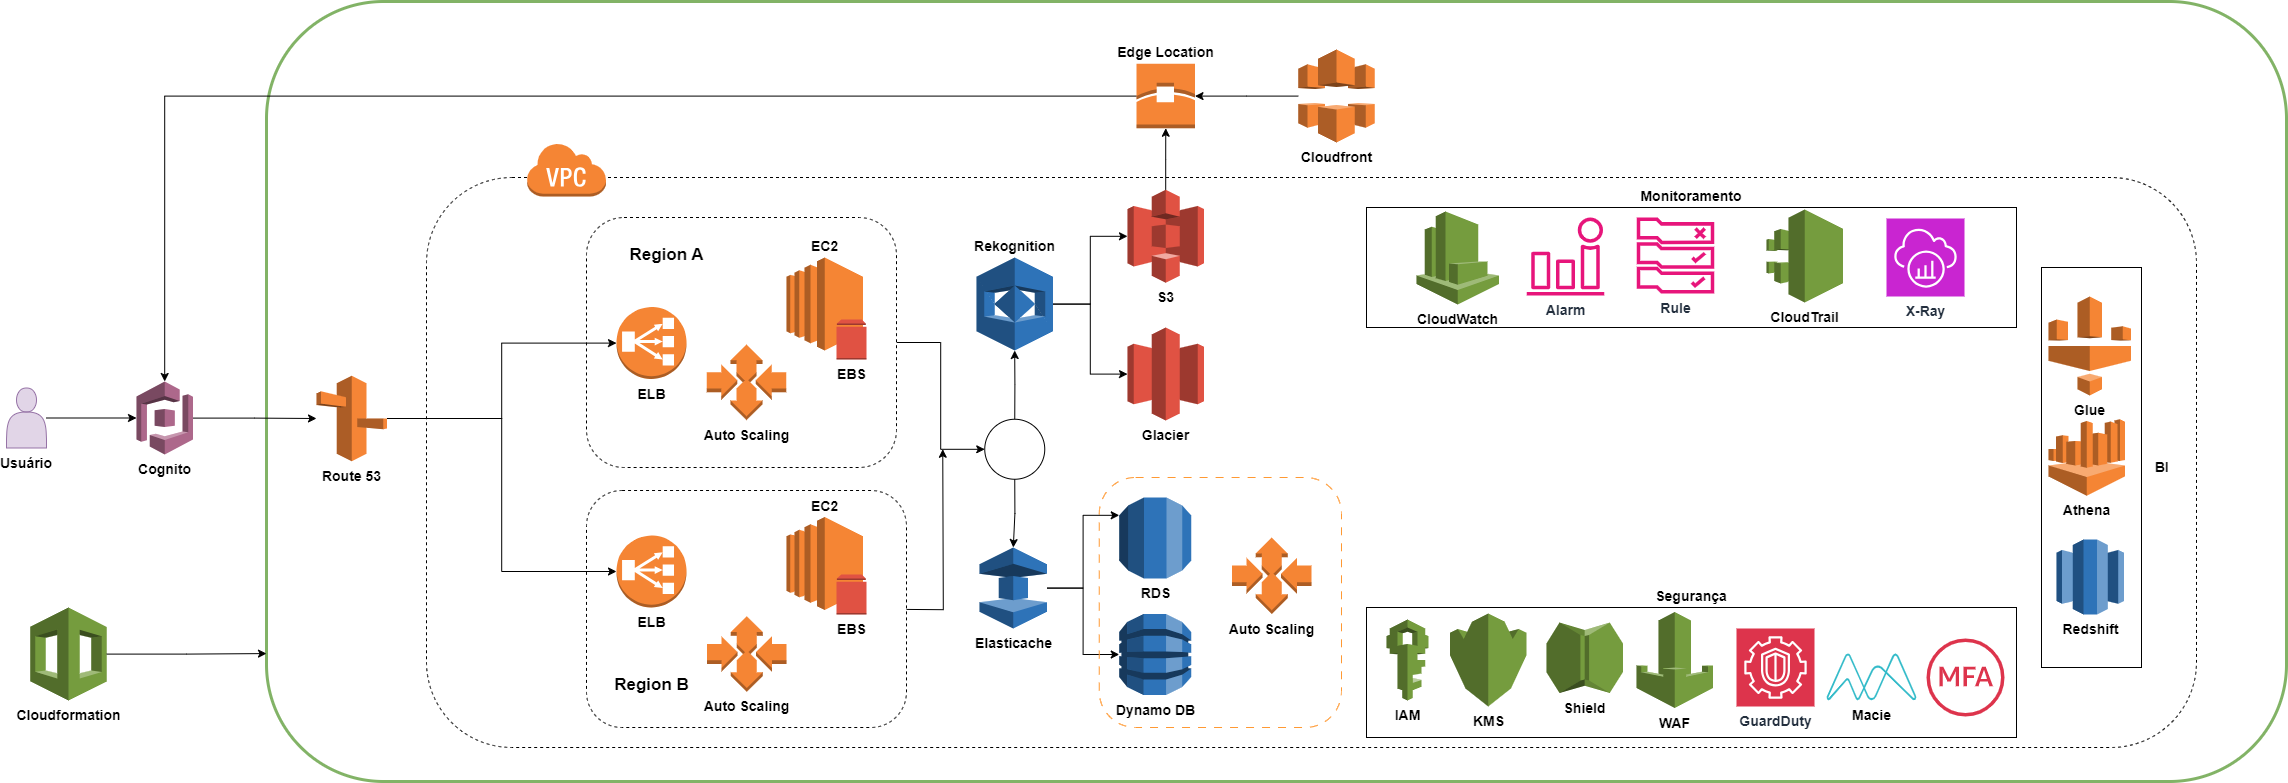 Edge Location
Cloudfront
VPC
Monitoramento
Region A
EC2
Rekognition
S3
CloudWatch
Alarm
Rule
CloudTrail
X-Ray
EBS
ELB
Auto Scaling
Glacier
Glue
BI
Usuário
Cognito
Route 53
Athena
EC2
RDS
Segurança
ELB
EBS
Elasticache
Auto Scaling
Redshift
Region B
Auto Scaling
Dynamo DB
MFA
IAM
KMS
Shield
WAF
GuardDuty
Macie
Cloudformation